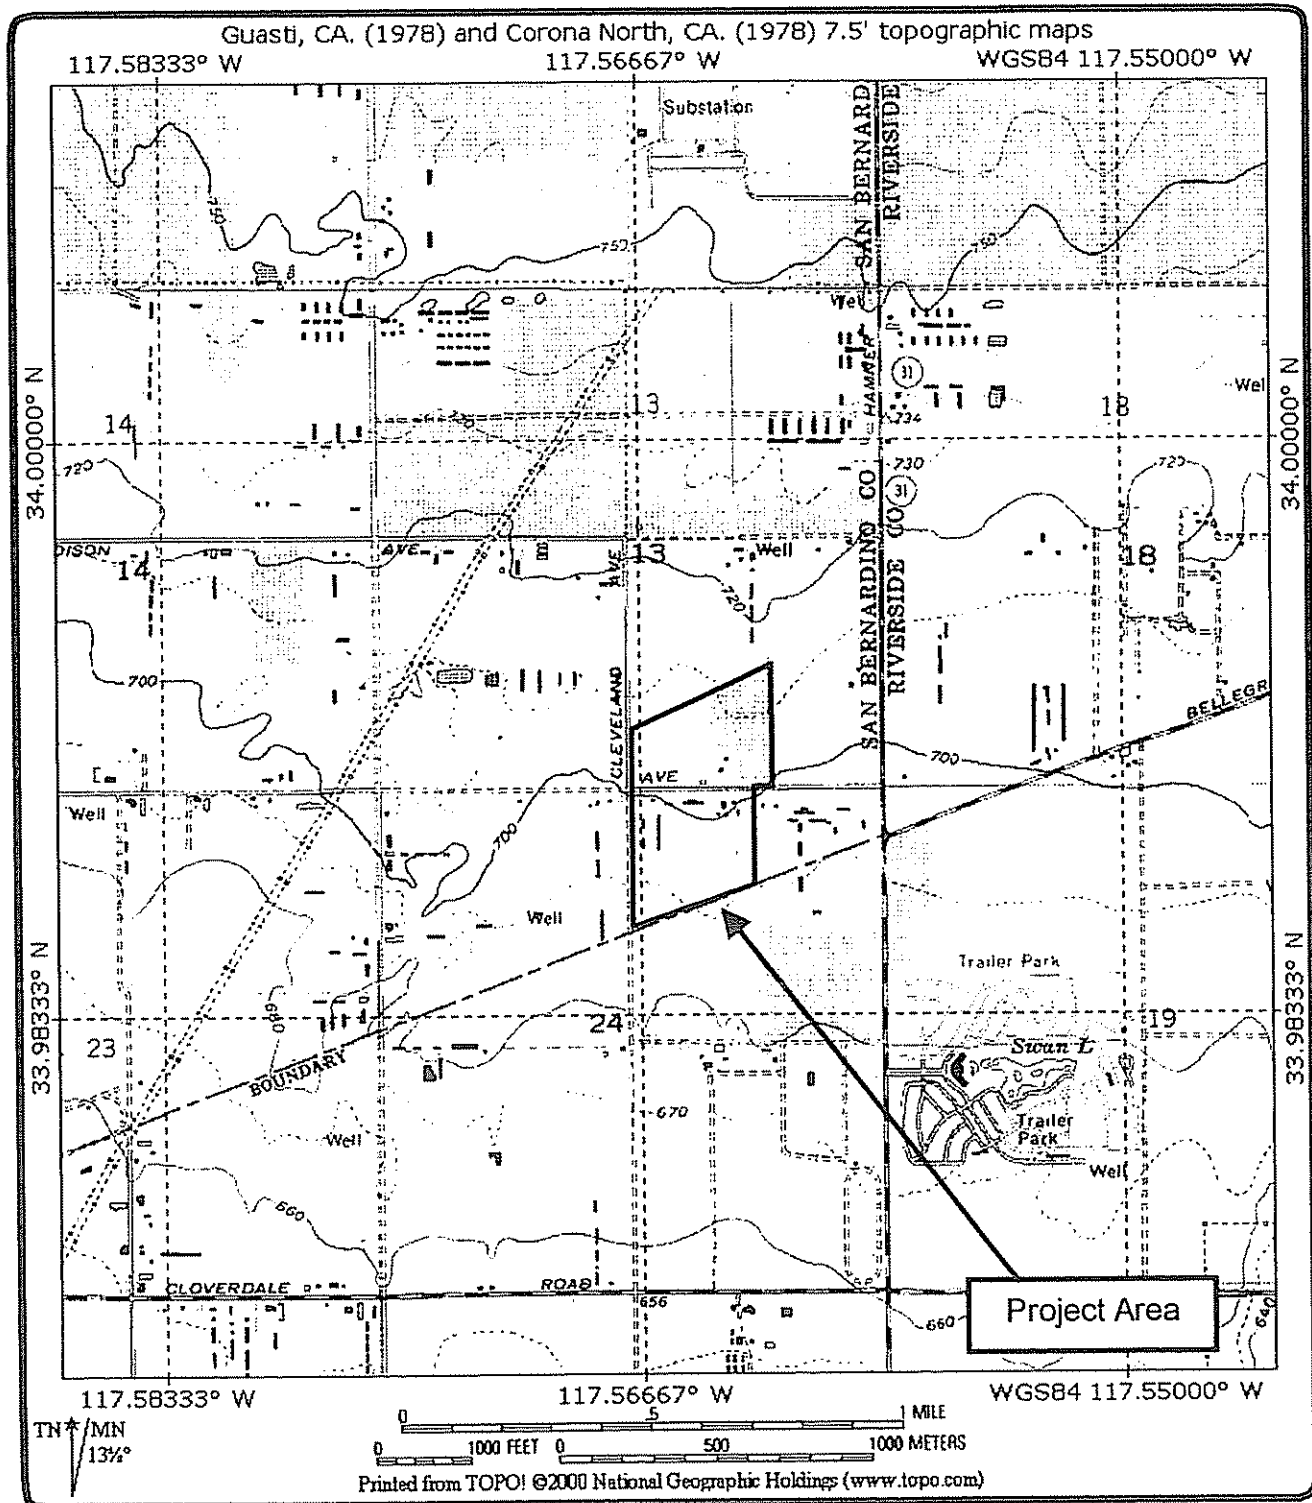 Guasti, CA. (1978) and Corona North, CA. (1978) 7.5' topographic maps
117.58333° W 117.56667° W WGS84 117.55000° W
Substation
SAN BERNARD
RIVERSIDE
750
750
750
Well
HAMNER
31
Wel
14
13
18
734
34.00000° N
34.00000° N
720
730
720
31
DISON AVE
AVE
13
Well
14
18
SAN BERNARDINO CO
RIVERSIDE CO
720
700
CLEVELAND
BELLEGR
AVE
700
Well
700
Well
Trailer Park
33.98333° N
33.98333° N
680
23
24
19
Swan L
BOUNDARY
670
Trailer
Park
Well
Well
660
CLOVERDALE ROAD
656
660
640
Project Area
117.58333° W 117.56667° W WGS84 117.55000° W
TN MN
13½°
0 .5 1 MILE
0 1000 FEET 0 500 1000 METERS
Printed from TOPO! ©2000 National Geographic Holdings (www.topo.com)